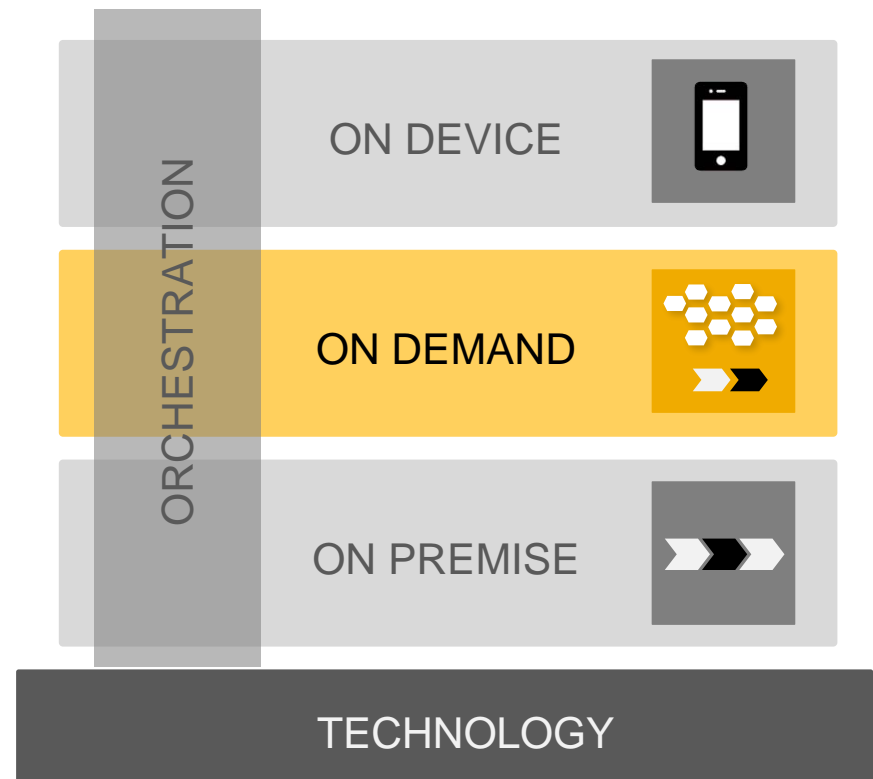 ORCHESTRATION
ON DEVICE
ON DEMAND
ON PREMISE
TECHNOLOGY